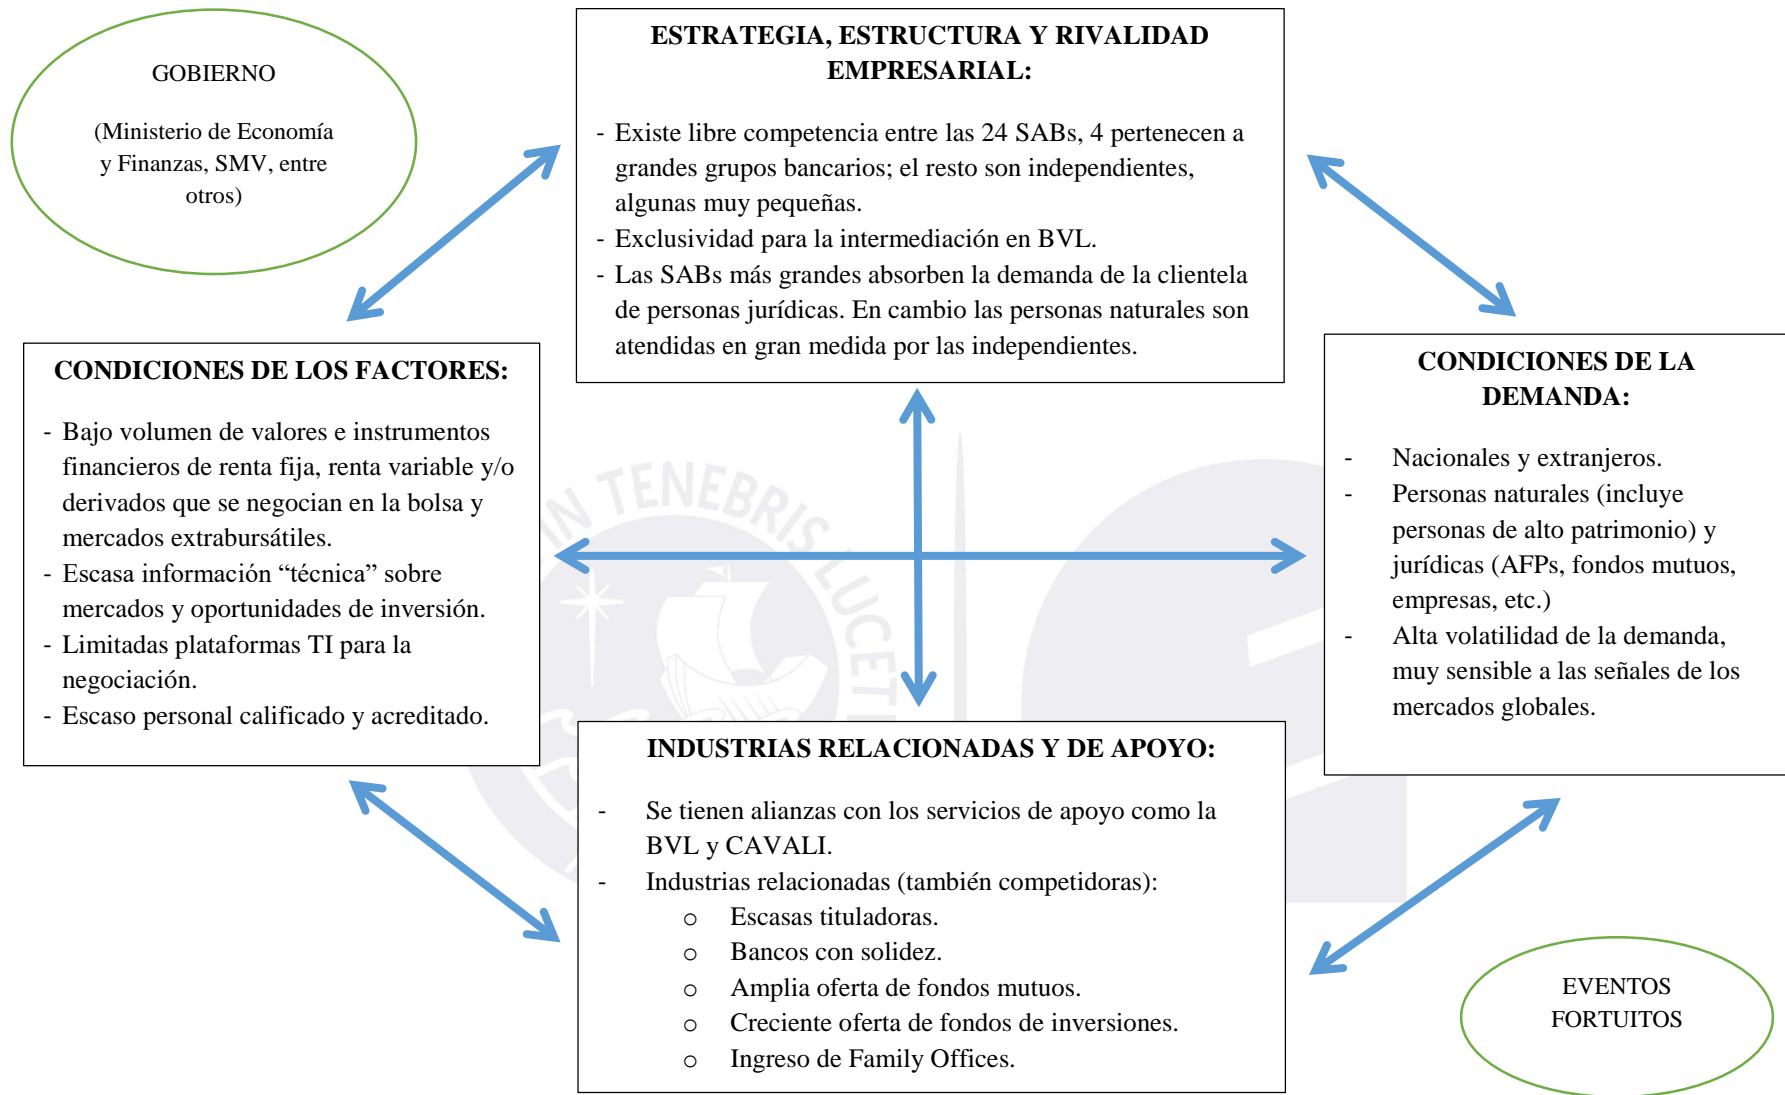 GOBIERNO
(Ministerio de Economía
y Finanzas, SMV, entre
otros)
ESTRATEGIA, ESTRUCTURA Y RIVALIDAD
EMPRESARIAL:
- Existe libre competencia entre las 24 SABs, 4 pertenecen a
grandes grupos bancarios; el resto son independientes,
algunas muy pequeñas.
- Exclusividad para la intermediación en BVL.
- Las SABs más grandes absorben la demanda de la clientela
de personas jurídicas. En cambio las personas naturales son
atendidas en gran medida por las independientes.
CONDICIONES DE LOS FACTORES:
- Bajo volumen de valores e instrumentos
financieros de renta fija, renta variable y/o
derivados que se negocian en la bolsa y
mercados extrabursátiles.
- Escasa información “técnica” sobre
mercados y oportunidades de inversión.
- Limitadas plataformas TI para la
negociación.
- Escaso personal calificado y acreditado.
CONDICIONES DE LA
DEMANDA:
- Nacionales y extranjeros.
- Personas naturales (incluye
personas de alto patrimonio) y
jurídicas (AFPs, fondos mutuos,
empresas, etc.)
- Alta volatilidad de la demanda,
muy sensible a las señales de los
mercados globales.
IN TENEBRIS LUCET
INDUSTRIAS RELACIONADAS Y DE APOYO:
- Se tienen alianzas con los servicios de apoyo como la
BVL y CAVALI.
- Industrias relacionadas (también competidoras):
o Escasas tituladoras.
o Bancos con solidez.
o Amplia oferta de fondos mutuos.
o Creciente oferta de fondos de inversiones.
o Ingreso de Family Offices.
EVENTOS
FORTUITOS